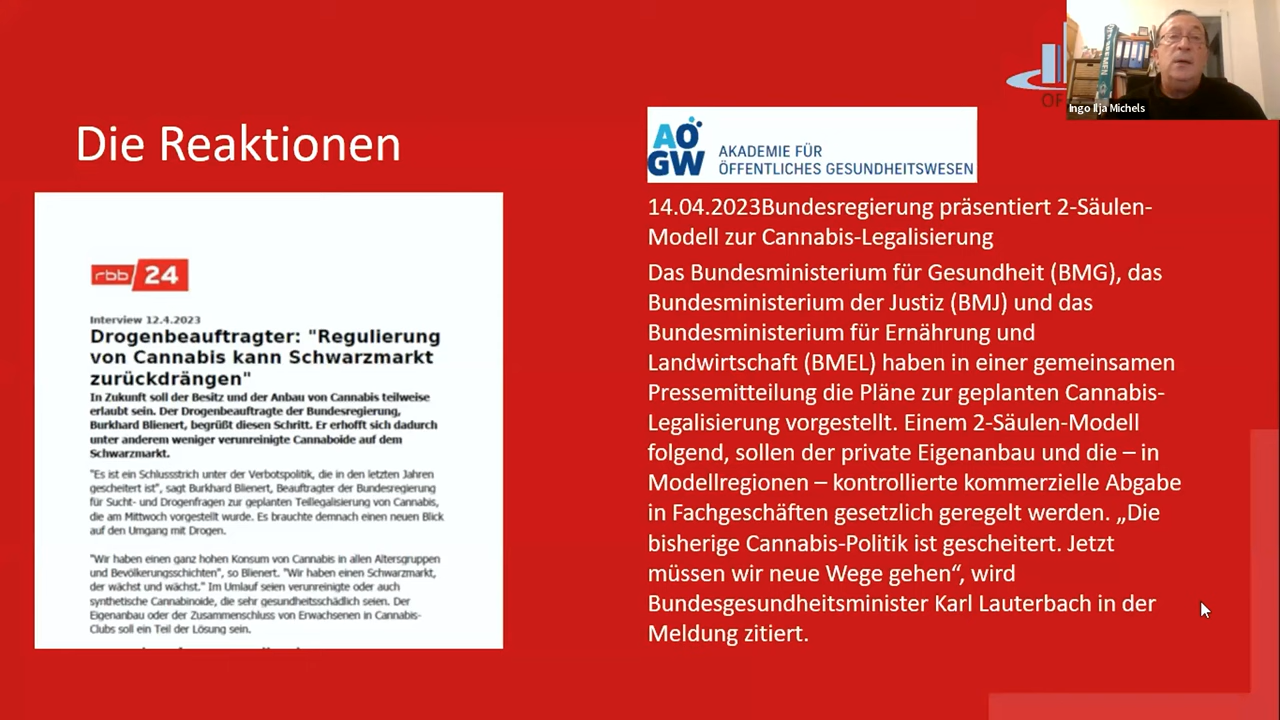 Die Reaktionen
rbb 24
Interview 12.4.2023
Drogenbeauftragter: "Regulierung
von Cannabis kann Schwarzmarkt
zurückdrängen"
In Zukunft soll der Besitz und der Anbau von Cannabis teilweise
erlaubt sein. Der Drogenbeauftragte der Bundesregierung,
Burkhard Blienert, begrüßt diesen Schritt. Er erhofft sich dadurch
unter anderem weniger verunreinigte Cannaboide auf dem
Schwarzmarkt.
"Es ist ein Schlussstrich unter der Verbotspolitik, die in den letzten Jahren
gescheitert ist", sagt Burkhard Blienert, Beauftragter der Bundesregierung
für Sucht- und Drogenfragen zur geplanten Teillegalisierung von Cannabis,
die am Mittwoch vorgestellt wurde. Es brauchte demnach einen neuen Blick
auf den Umgang mit Drogen.
"Wir haben einen ganz hohen Konsum von Cannabis in allen Altersgruppen
und Bevölkerungsschichten", so Blienert. "Wir haben einen Schwarzmarkt,
der wächst und wächst." Im Umlauf seien verunreinigte oder auch
synthetische Cannabinoide, die sehr gesundheitsschädlich seien. Der
Eigenanbau oder der Zusammenschluss von Erwachsenen in Cannabis-
Clubs soll ein Teil der Lösung sein.
AÖ
GW
AKADEMIE FÜR
ÖFFENTLICHES GESUNDHEITSWESEN
14.04.2023Bundesregierung präsentiert 2-Säulen-
Modell zur Cannabis-Legalisierung
Das Bundesministerium für Gesundheit (BMG), das
Bundesministerium der Justiz (BMJ) und das
Bundesministerium für Ernährung und
Landwirtschaft (BMEL) haben in einer gemeinsamen
Pressemitteilung die Pläne zur geplanten Cannabis-
Legalisierung vorgestellt. Einem 2-Säulen-Modell
folgend, sollen der private Eigenanbau und die – in
Modellregionen – kontrollierte kommerzielle Abgabe
in Fachgeschäften gesetzlich geregelt werden. „Die
bisherige Cannabis-Politik ist gescheitert. Jetzt
müssen wir neue Wege gehen“, wird
Bundesgesundheitsminister Karl Lauterbach in der
Meldung zitiert.
Ingo Ilja Michels